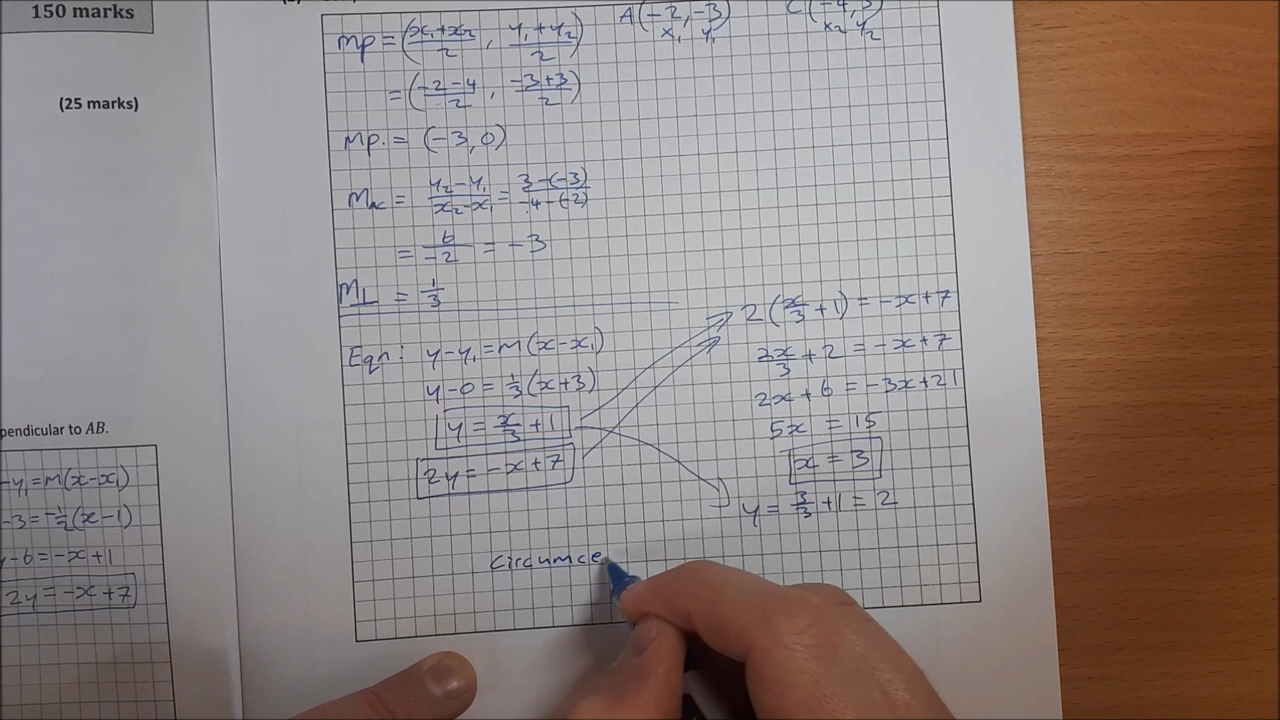 150 marks
(25 marks)
pendicular to AB.
-y₁=m(x-x₁)
-3=-½(x-1)
y-6=-x+1
2y=-x+7
mp=(x₁+x₂/2, y₁+y₂/2)
A(-2,-3)
x₁ y₁
x₂ y₂
=(-2-4/2, -3+3/2)
mp.=(-3,0)
MAC = y₂-y₁/x₂-x₁ = 3-(-3)/-4-(-2)
= 6/-2 = -3
M⊥ = 1/3
Eqn: y-y₁=m(x-x₁)
y-0=⅓(x+3)
y=x/3+1
2y=-x+7
2(x/3+1)=-x+7
2x/3+2=-x+7
2x+6=-3x+21
5x=15
x=3
y=3/3+1=2
circumce